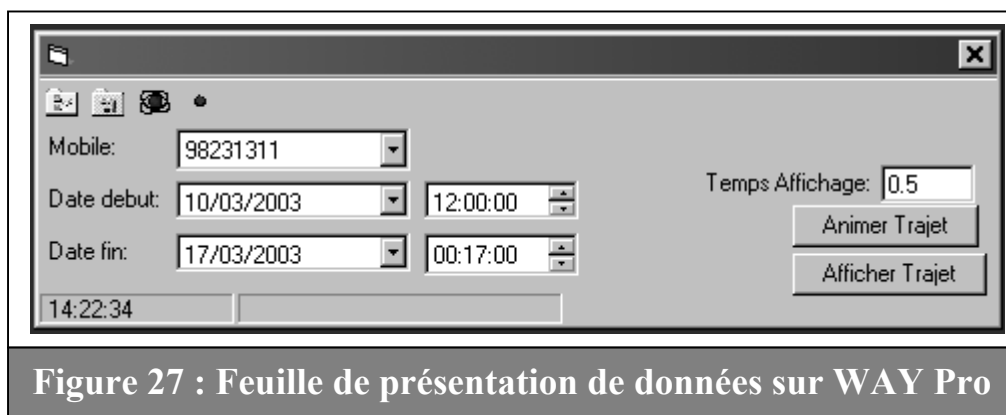 Mobile: 98231311
Date debut: 10/03/2003 12:00:00
Temps Affichage: 0.5
Animer Trajet
Date fin: 17/03/2003 00:17:00
Afficher Trajet
14:22:34
Figure 27 : Feuille de présentation de données sur WAY Pro